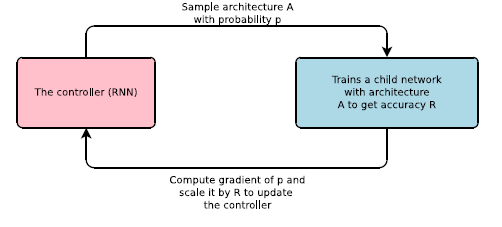 Sample architecture A
with probability p
The controller (RNN)
Trains a child network
with architecture
A to get accuracy R
Compute gradient of p and
scale it by R to update
the controller